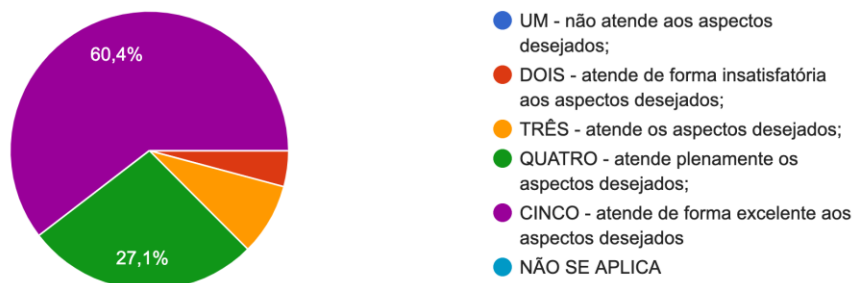 60,4%
27,1%
UM - não atende aos aspectos
desejados;
DOIS - atende de forma insatisfatória
aos aspectos desejados;
TRÊS - atende os aspectos desejados;
QUATRO - atende plenamente os
aspectos desejados;
CINCO - atende de forma excelente aos
aspectos desejados
NÃO SE APLICA